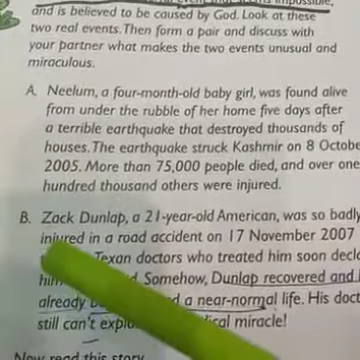 and is believed to be caused by God. Look at these
two real events. Then form a pair and discuss with
your partner what makes the two events unusual and
miraculous.
A. Neelum, a four-month-old baby girl, was found alive
from under the rubble of her home five days after
a terrible earthquake that destroyed thousands of
houses. The earthquake struck Kashmir on 8 Octobe
2005. More than 75,000 people died, and over one
hundred thousand others were injured.
B. Zack Dunlap, a 21-year-old American, was so badly
injured in a road accident on 17 November 2007
Texan doctors who treated him soon decl
Somehow, Dunlap recovered and
already a near-normal life. His doc
still can't miracle!
Now read this story